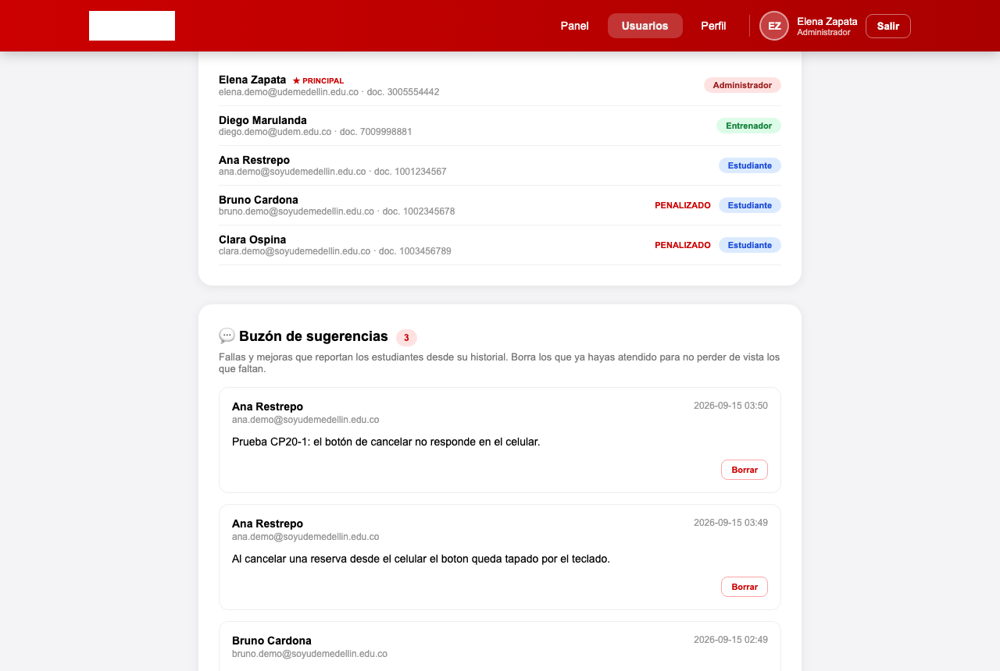 Panel
Usuarios
Perfil
EZ
Elena Zapata
Administrador
Salir
Elena Zapata ★ PRINCIPAL
elena.demo@udemedellin.edu.co · doc. 3005554442
Administrador
Diego Marulanda
diego.demo@udem.edu.co · doc. 7009998881
Entrenador
Ana Restrepo
ana.demo@soyudemedellin.edu.co · doc. 1001234567
Estudiante
Bruno Cardona
bruno.demo@soyudemedellin.edu.co · doc. 1002345678
PENALIZADO
Estudiante
Clara Ospina
clara.demo@soyudemedellin.edu.co · doc. 1003456789
PENALIZADO
Estudiante
💬 Buzón de sugerencias 3
Fallas y mejoras que reportan los estudiantes desde su historial. Borra los que ya hayas atendido para no perder de vista los
que faltan.
Ana Restrepo
2026-09-15 03:50
ana.demo@soyudemedellin.edu.co
Prueba CP20-1: el botón de cancelar no responde en el celular.
Borrar
Ana Restrepo
2026-09-15 03:49
ana.demo@soyudemedellin.edu.co
Al cancelar una reserva desde el celular el boton queda tapado por el teclado.
Borrar
Bruno Cardona
2026-09-15 02:49
bruno.demo@soyudemedellin.edu.co